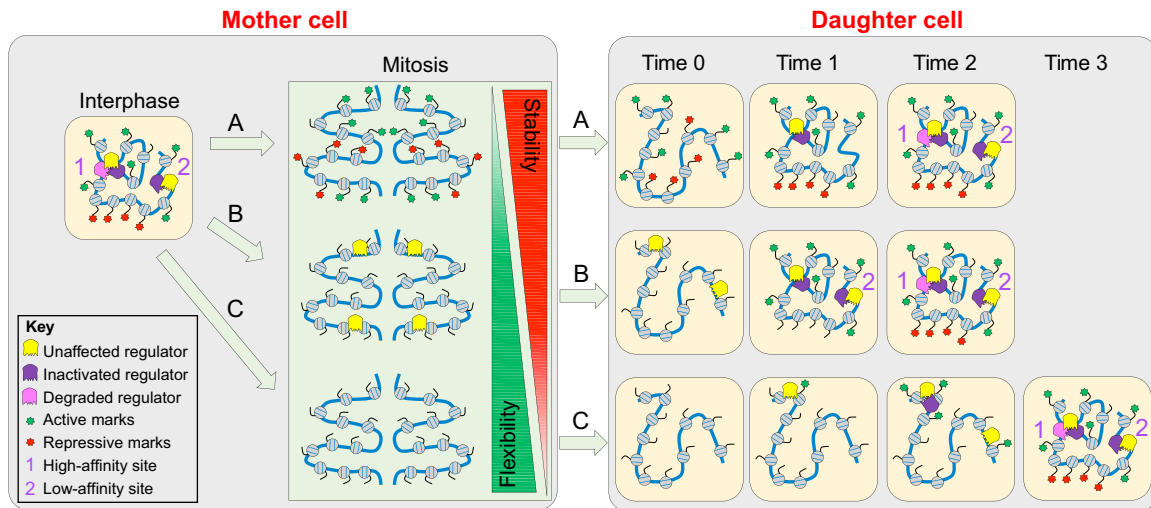 Mother cell
Daughter cell
Interphase
1
2
A
B
C
Mitosis
Stability
Flexibility
A
B
C
Time 0
Time 1
Time 2
Time 3
1
2
1
2
1
2
Key
Unaffected regulator
Inactivated regulator
Degraded regulator
Active marks
Repressive marks
1 High-affinity site
2 Low-affinity site